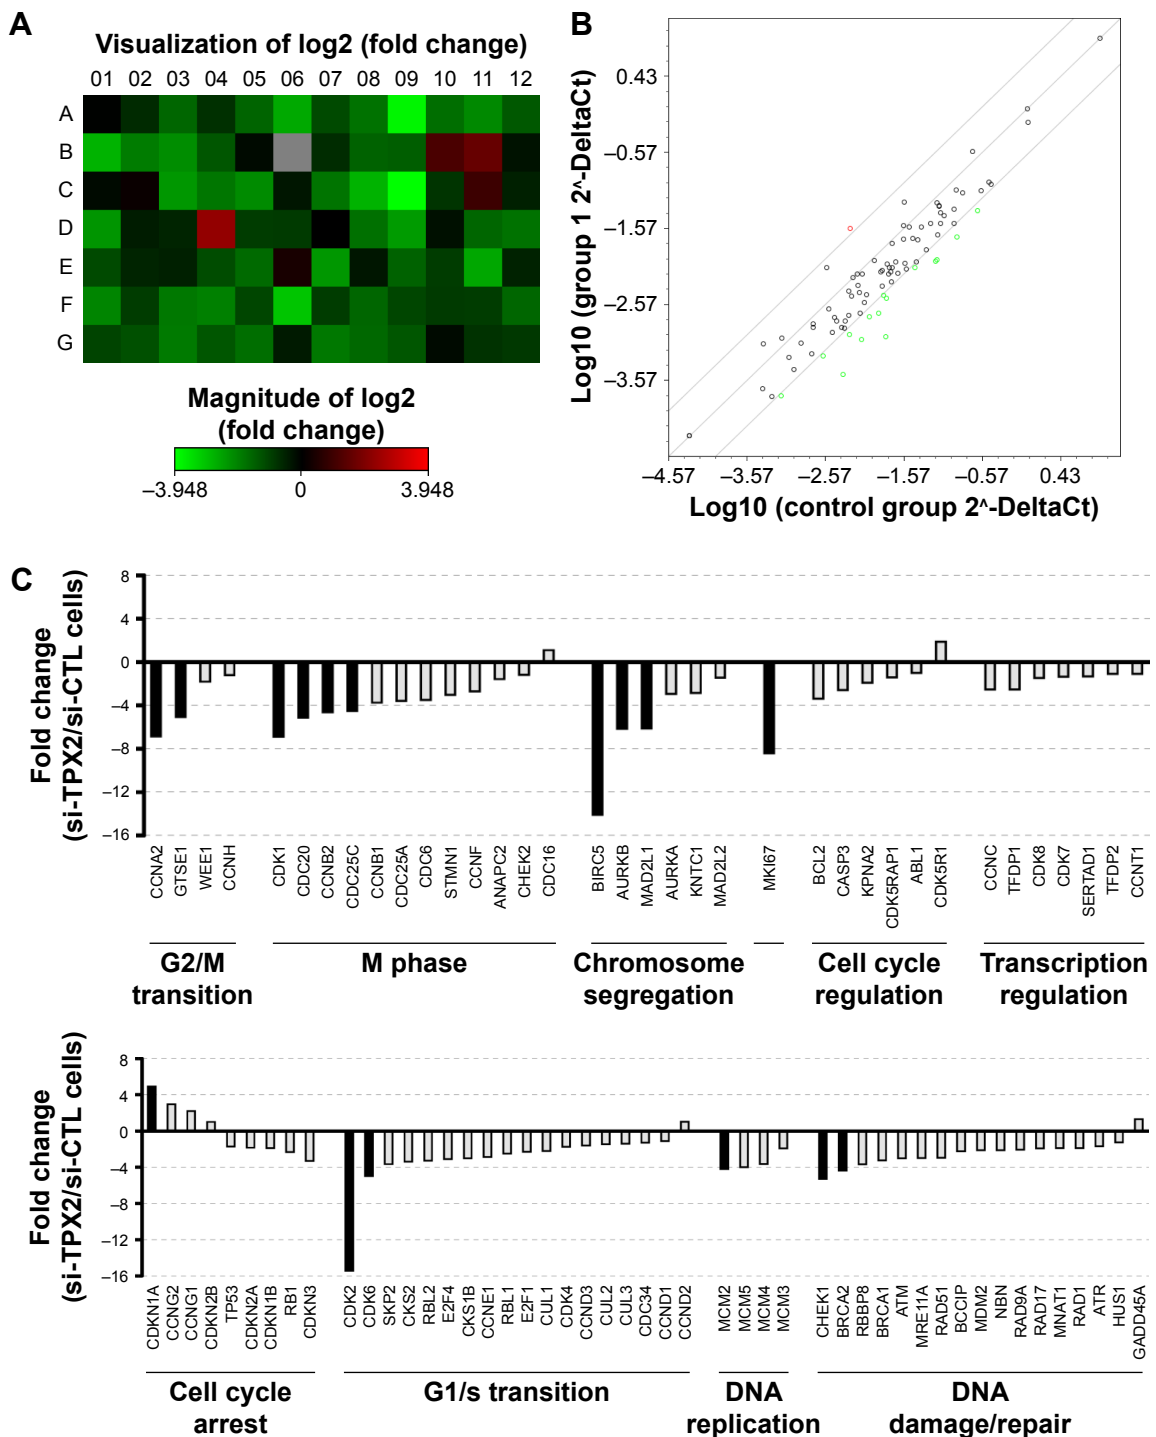 A
Visualization of log2 (fold change)
01 02 03 04 05 06 07 08 09 10 11 12
A
B
C
D
E
F
G
Magnitude of log2
(fold change)
−3.948 0 3.948
B
Log10 (group 1 2^-DeltaCt)
0.43
−0.57
−1.57
−2.57
−3.57
−4.57 −3.57 −2.57 −1.57 −0.57 0.43
Log10 (control group 2^-DeltaCt)
C
Fold change
(si-TPX2/si-CTL cells)
8
4
0
−4
−8
−12
−16
CCNA2 GTSE1 WEE1 CCNH CDK1 CDC20 CCNB2 CDC25C CCNB1 CDC25A CDC6 STMN1 CCNF ANAPC2 CHEK2 CDC16 BIRC5 AURKB MAD2L1 AURKA KNTC1 MAD2L2 MKI67 BCL2 CASP3 KPNA2 CDK5RAP1 ABL1 CDK5R1 CCNC TFDP1 CDK8 CDK7 SERTAD1 TFDP2 CCNT1
G2/M
transition
M phase
Chromosome
segregation
Cell cycle
regulation
Transcription
regulation
Fold change
(si-TPX2/si-CTL cells)
8
4
0
−4
−8
−12
−16
CDKN1A CCNG2 CCNG1 CDKN2B TP53 CDKN2A CDKN1B RB1 CDKN3 CDK2 CDK6 SKP2 CKS2 RBL2 E2F4 CKS1B CCNE1 RBL1 E2F1 CUL1 CDK4 CCND3 CUL2 CUL3 CDC34 CCND1 CCND2 MCM2 MCM5 MCM4 MCM3 CHEK1 BRCA2 RBBP8 BRCA1 ATM MRE11A RAD51 BCCIP MDM2 NBN RAD9A RAD17 MNAT1 RAD1 ATR HUS1 GADD45A
Cell cycle
arrest
G1/s transition
DNA
replication
DNA
damage/repair